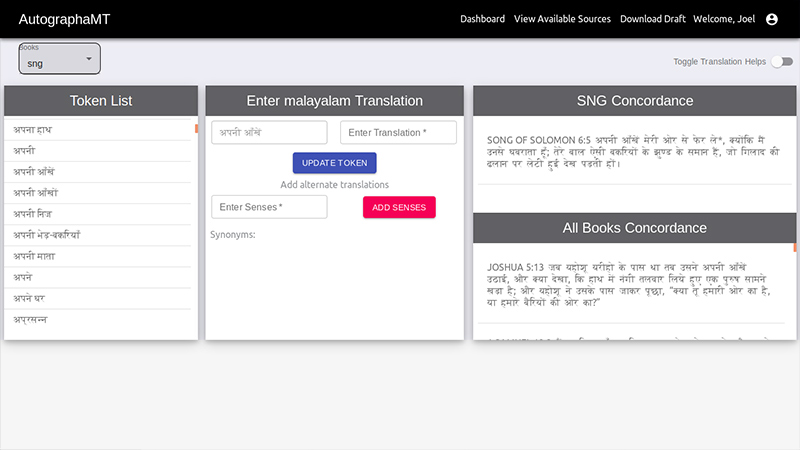 AutographaMT
Dashboard
View Available Sources
Download Draft
Welcome, Joel
Books
sng
Toggle Translation Helps
Token List
अपना हाथ
अपनी
अपनी आँखें
अपनी आँखों
अपनी निज
अपनी भेड़-बकरियाँ
अपनी माता
अपने
अपने घर
अप्रसन्न
Enter malayalam Translation
अपनी आँखें
Enter Translation *
UPDATE TOKEN
Add alternate translations
Enter Senses *
ADD SENSES
Synonyms:
SNG Concordance
SONG OF SOLOMON 6:5 अपनी आँखें मेरी ओर से फेर ले*, क्योंकि मैं
उनसे घबराता हूँ; तेरे बाल ऐसी बकरियों के झुण्ड के समान है, जो गिलाद की
ढलान पर लेटी हुई देख पड़ती हों।
All Books Concordance
JOSHUA 5:13 जब यहोशू यरीहो के पास था तब उसने अपनी आँखें
उठाई, और क्या देखा, कि हाथ में नंगी तलवार लिये हुए एक पुरुष सामने
खड़ा है; और यहोशू ने उसके पास जाकर पूछा, "क्या तू हमारी ओर का है,
या हमारे बैरियों की ओर का?"